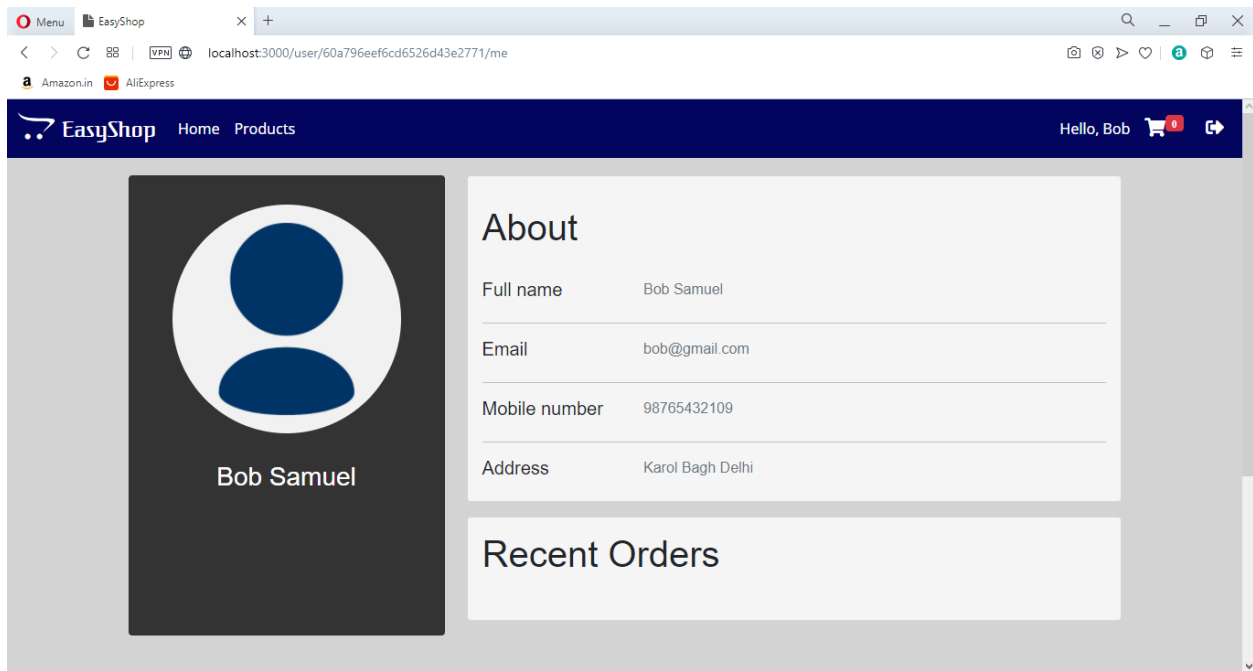 Menu EasyShop
VPN localhost:3000/user/60a796eef6cd6526d43e2771/me
a Amazon.in AliExpress
EasyShop Home Products Hello, Bob 0
About
Full name Bob Samuel
Email bob@gmail.com
Mobile number 98765432109
Address Karol Bagh Delhi
Bob Samuel
Recent Orders